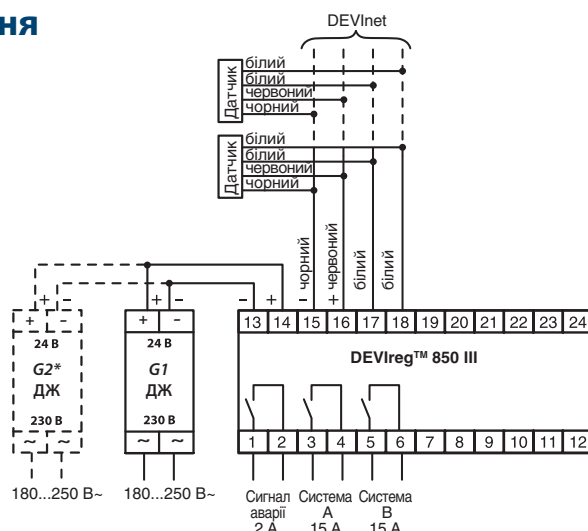 ня
DEVInet
Датчик
білий
білий
червоний
чорний
Датчик
білий
білий
червоний
чорний
чорний
червоний
білий
білий
+ – + – – + – +
+ – + – 13 14 15 16 17 18 19 20 21 22 23 24
24 В
G2*
ДЖ
230 В
~ ~
24 В
G1
ДЖ
230 В
~ ~
DEVIreg™ 850 III
1 2 3 4 5 6 7 8 9 10 11 12
180...250 В~
180...250 В~
Сигнал
аварії
2 А
Система
А
15 А
Система
В
15 А